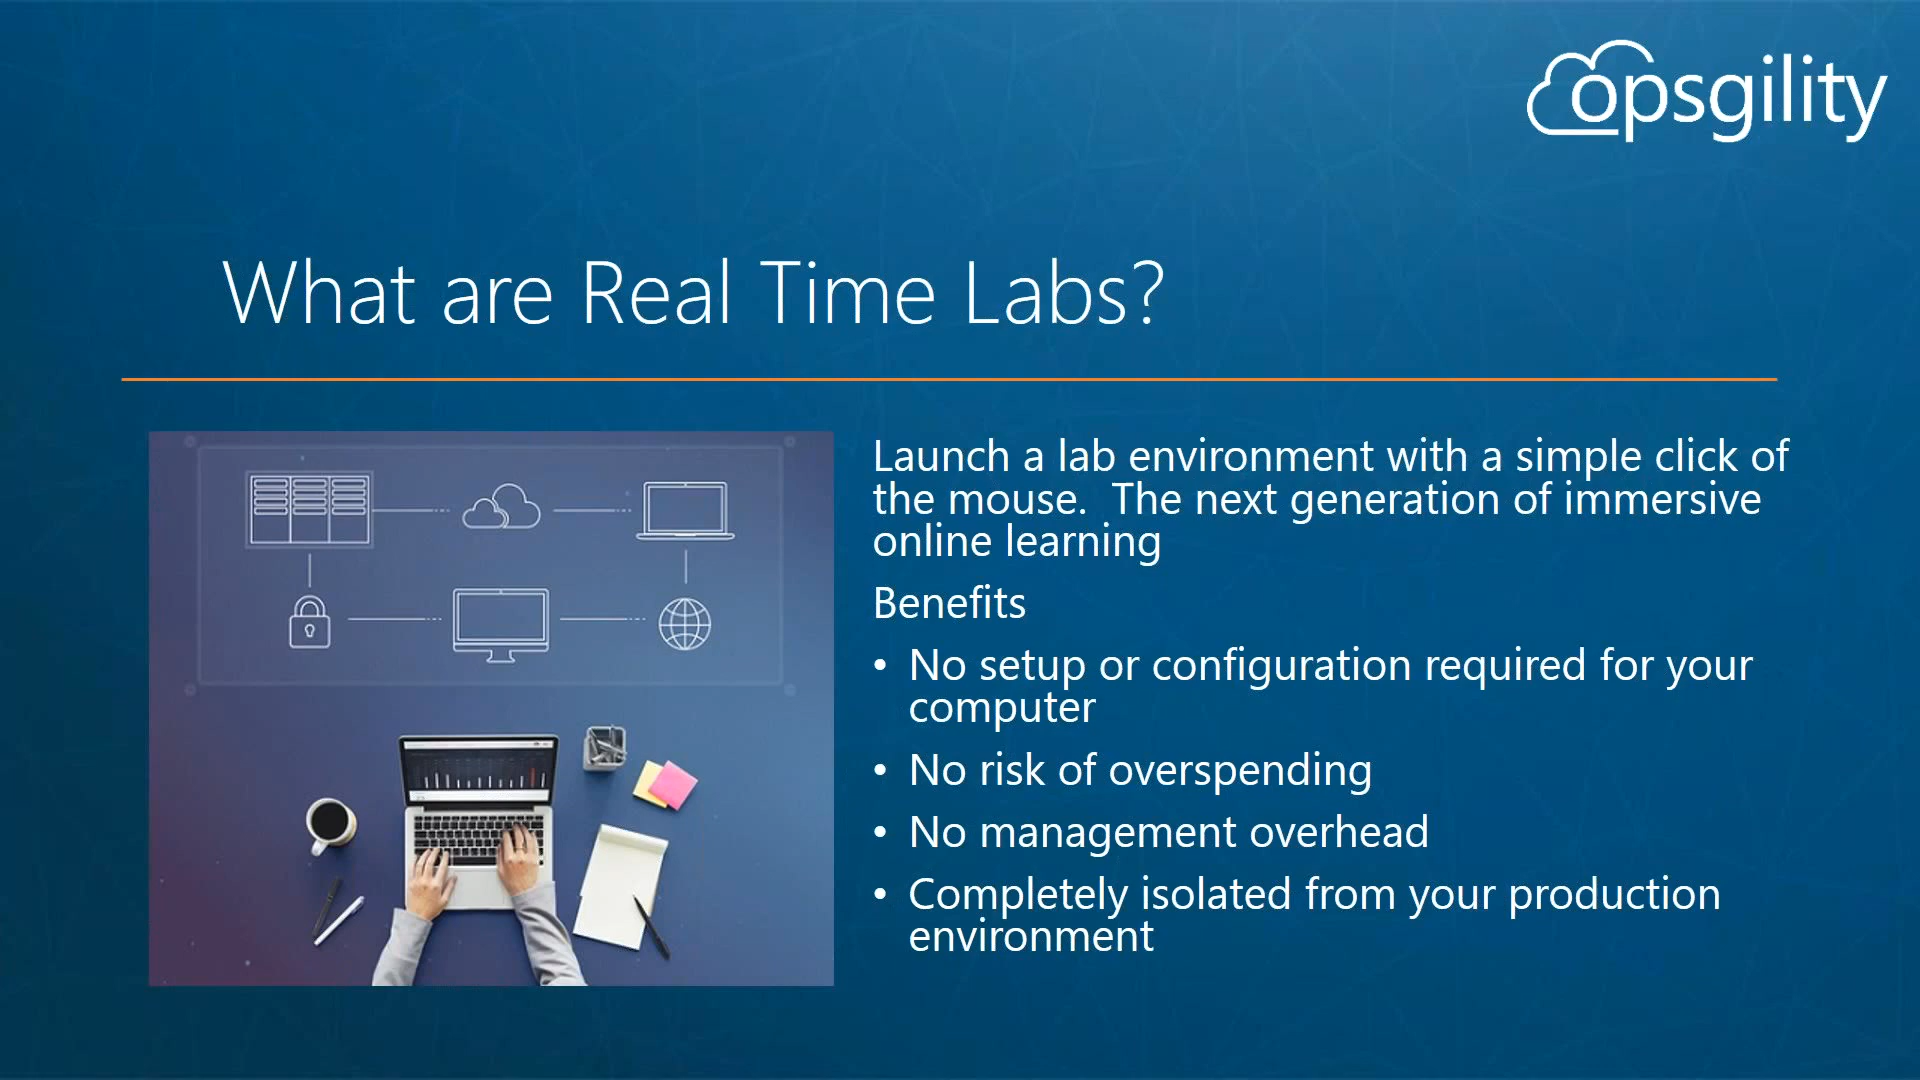 opsgility
What are Real Time Labs?
Launch a lab environment with a simple click of
the mouse.  The next generation of immersive
online learning
Benefits
• No setup or configuration required for your
computer
• No risk of overspending
• No management overhead
• Completely isolated from your production
environment